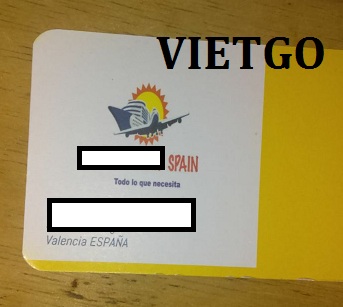 VIETGO
SPAIN
Todo lo que necesita
Valencia ESPAÑA